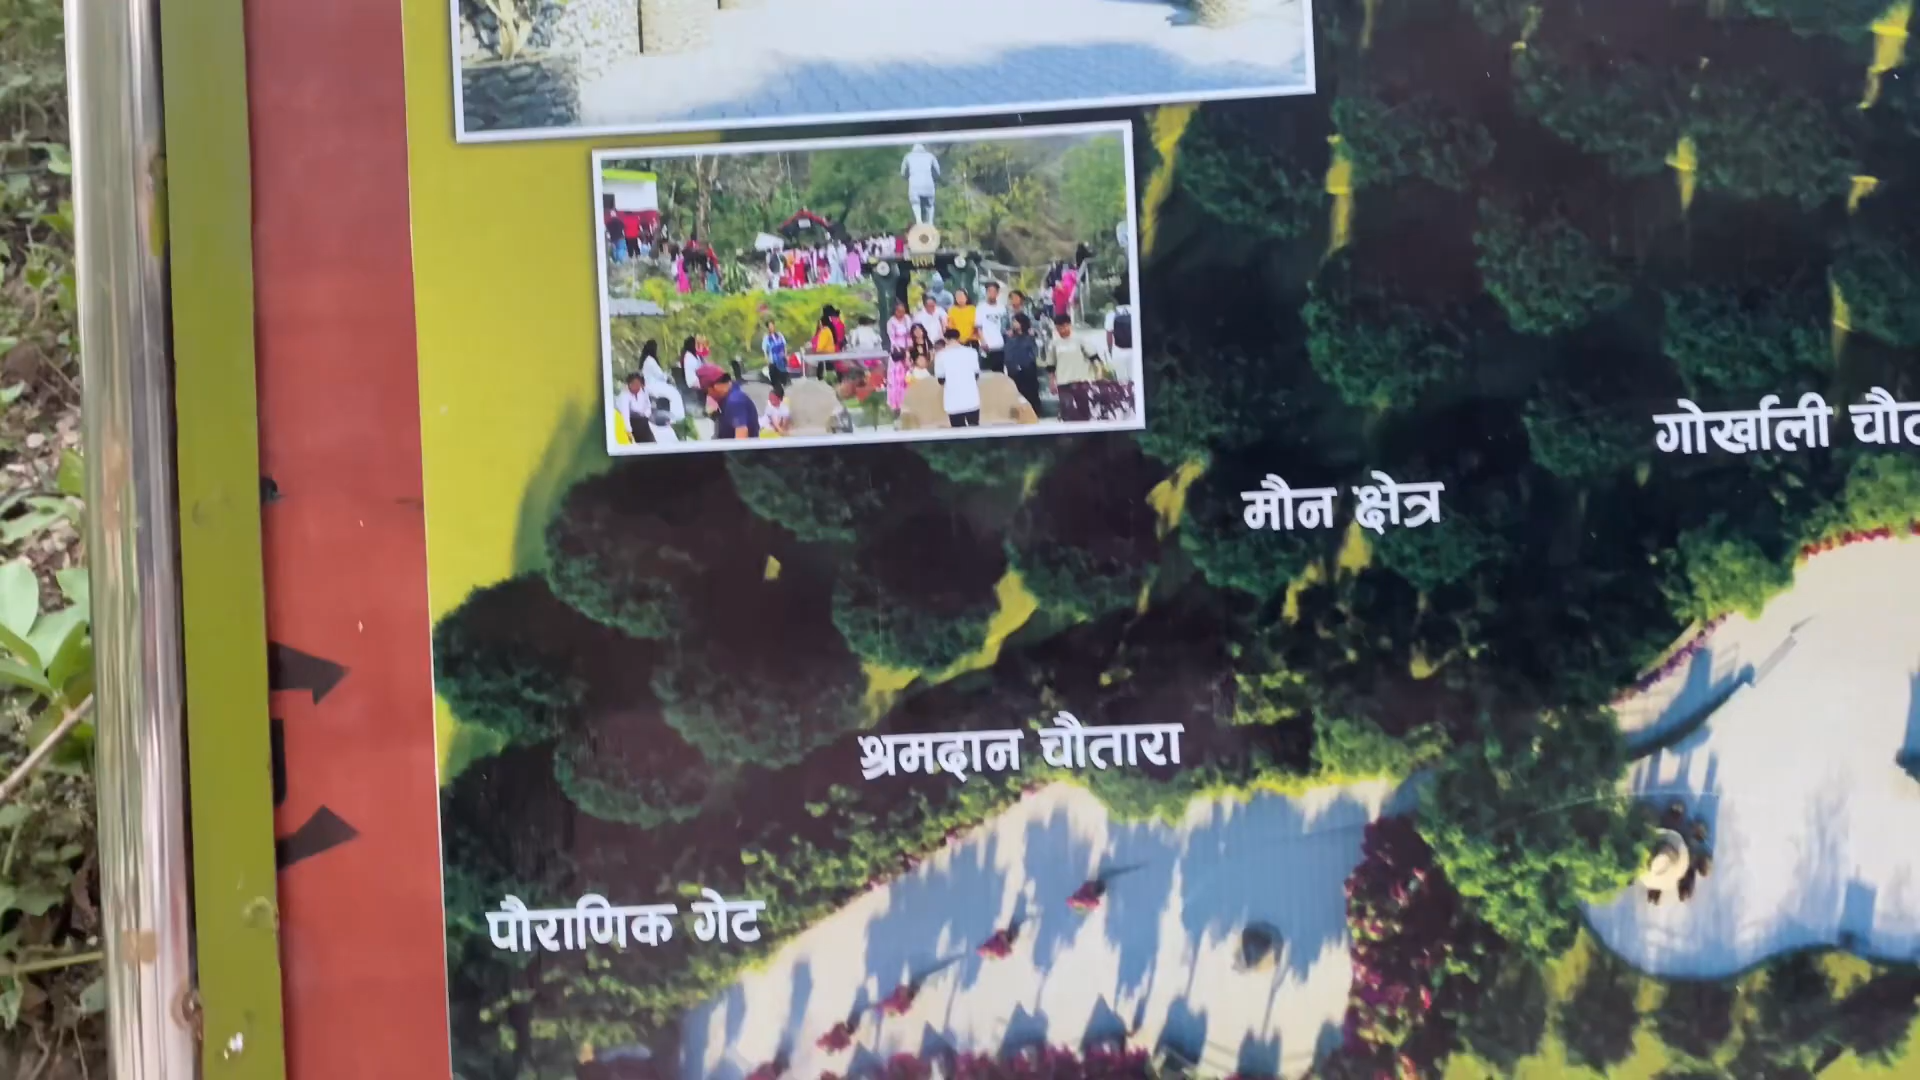 गोर्खाली
मौन क्षेत्र
श्रमदान चौतारा
पौराणिक गेट